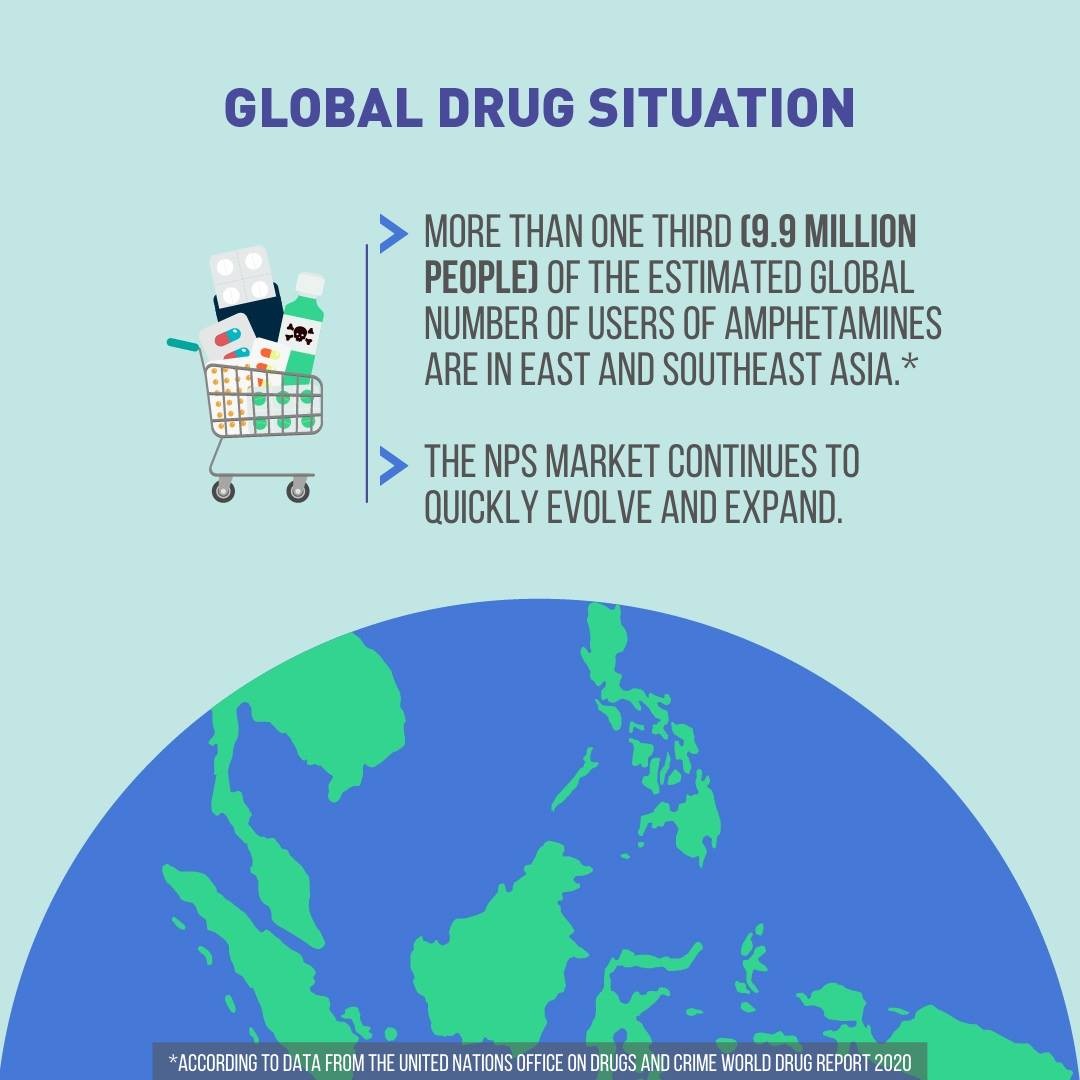 GLOBAL DRUG SITUATION
MORE THAN ONE THIRD (9.9 MILLION
PEOPLE) OF THE ESTIMATED GLOBAL
NUMBER OF USERS OF AMPHETAMINES
ARE IN EAST AND SOUTHEAST ASIA.*
THE NPS MARKET CONTINUES TO
QUICKLY EVOLVE AND EXPAND.
*ACCORDING TO DATA FROM THE UNITED NATIONS OFFICE ON DRUGS AND CRIME WORLD DRUG REPORT 2020